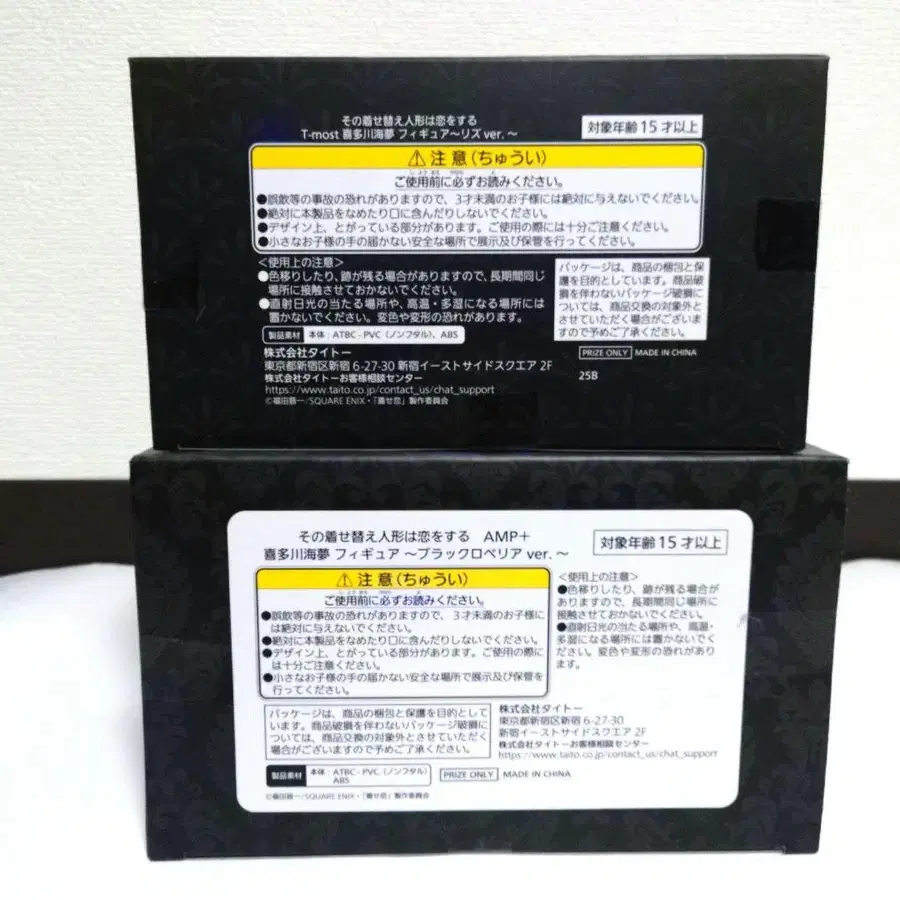 その着せ替え人形は恋をする
T-most 喜多川海夢 フィギュア～リズ ver. ～
対象年齢 15 才以上
⚠ 注 意 (ちゅうい)
ご使用前に必ずお読みください。
●誤飲等の事故の恐れがありますので、3才未満のお子様には絶対に与えないでください。
●絶対に本製品をなめたり口に含んだりしないでください。
●デザイン上、とがっている部分があります。ご使用の際には十分ご注意ください。
●小さなお子様の手の届かない安全な場所で展示及び保管を行ってください。
<使用上の注意>
●色移りしたり、跡が残る場合がありますので、長期間同じ
場所に接触させておかないでください。
●直射日光の当たる場所や、高温・多湿になる場所には
置かないでください。変色や変形の恐れがあります。
パッケージは、商品の梱包と保
護を目的としています。商品破
損を伴わないパッケージ破損に
ついては、商品交換の対象外と
させていただく場合がございま
すので予めご了承ください。
製品素材 本体：ATBC-PVC (ノンフタル)、ABS
株式会社タイトー
東京都新宿区新宿 6-27-30 新宿イーストサイドスクエア 2F
株式会社タイトーお客様相談センター
https://www.taito.co.jp/contact_us/chat_support
©福田晋一/SQUARE ENIX・「着せ恋」製作委員会
PRIZE ONLY MADE IN CHINA
25B
その着せ替え人形は恋をする AMP＋
喜多川海夢 フィギュア ～ブラックロベリア ver. ～
対象年齢 15 才以上
⚠ 注 意 (ちゅうい)
ご使用前に必ずお読みください。
●誤飲等の事故の恐れがありますので、3才未満のお子様に
は絶対に与えないでください。
●絶対に本製品をなめたり口に含んだりしないでください。
●デザイン上、とがっている部分があります。ご使用の際に
は十分ご注意ください。
●小さなお子様の手の届かない安全な場所で展示及び保管を
行ってください。
<使用上の注意>
●色移りしたり、跡が残る場合が
ありますので、長期間同じ場所に
接触させておかないでください。
●直射日光の当たる場所や、高温・
多湿になる場所には置かないでく
ださい。変色や変形の恐れがあり
ます。
パッケージは、商品の梱包と保護を目的として
います。商品破損を伴わないパッケージ破損に
ついては、商品交換の対象外とさせていただく
場合がございますので予めご了承ください。
株式会社タイトー
東京都新宿区新宿 6-27-30
新宿イーストサイドスクエア 2F
株式会社タイトーお客様相談センター
https://www.taito.co.jp/contact_us/chat_support
製品素材 本体：ATBC-PVC (ノンフタル)
ABS
PRIZE ONLY MADE IN CHINA
©福田晋一/SQUARE ENIX・「着せ恋」製作委員会